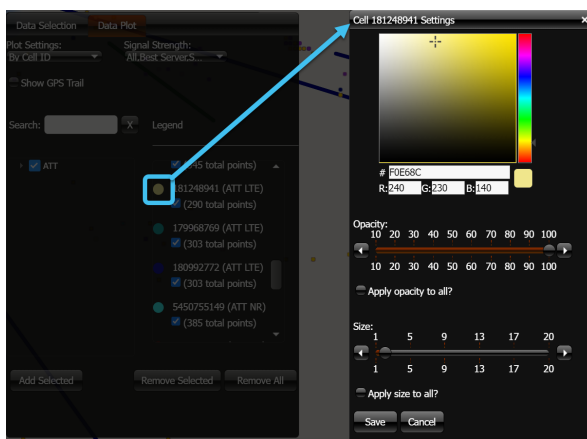 Data Selection Data Plot
Plot Settings: Signal Strength:
By Cell ID All,Best Server,S...
Show GPS Trail
Search: X Legend
ATT
total points)
181248941 (ATT LTE)
(290 total points)
179968769 (ATT LTE)
(303 total points)
180992772 (ATT LTE)
(303 total points)
5450755149 (ATT NR)
(385 total points)
Add Selected Remove Selected Remove All
Cell 181248941 Settings ×
# F0E68C
R: 240 G: 230 B: 140
Opacity:
10 20 30 40 50 60 70 80 90 100
10 20 30 40 50 60 70 80 90 100
Apply opacity to all?
Size:
1 5 9 13 17 20
1 5 9 13 17 20
Apply size to all?
Save Cancel